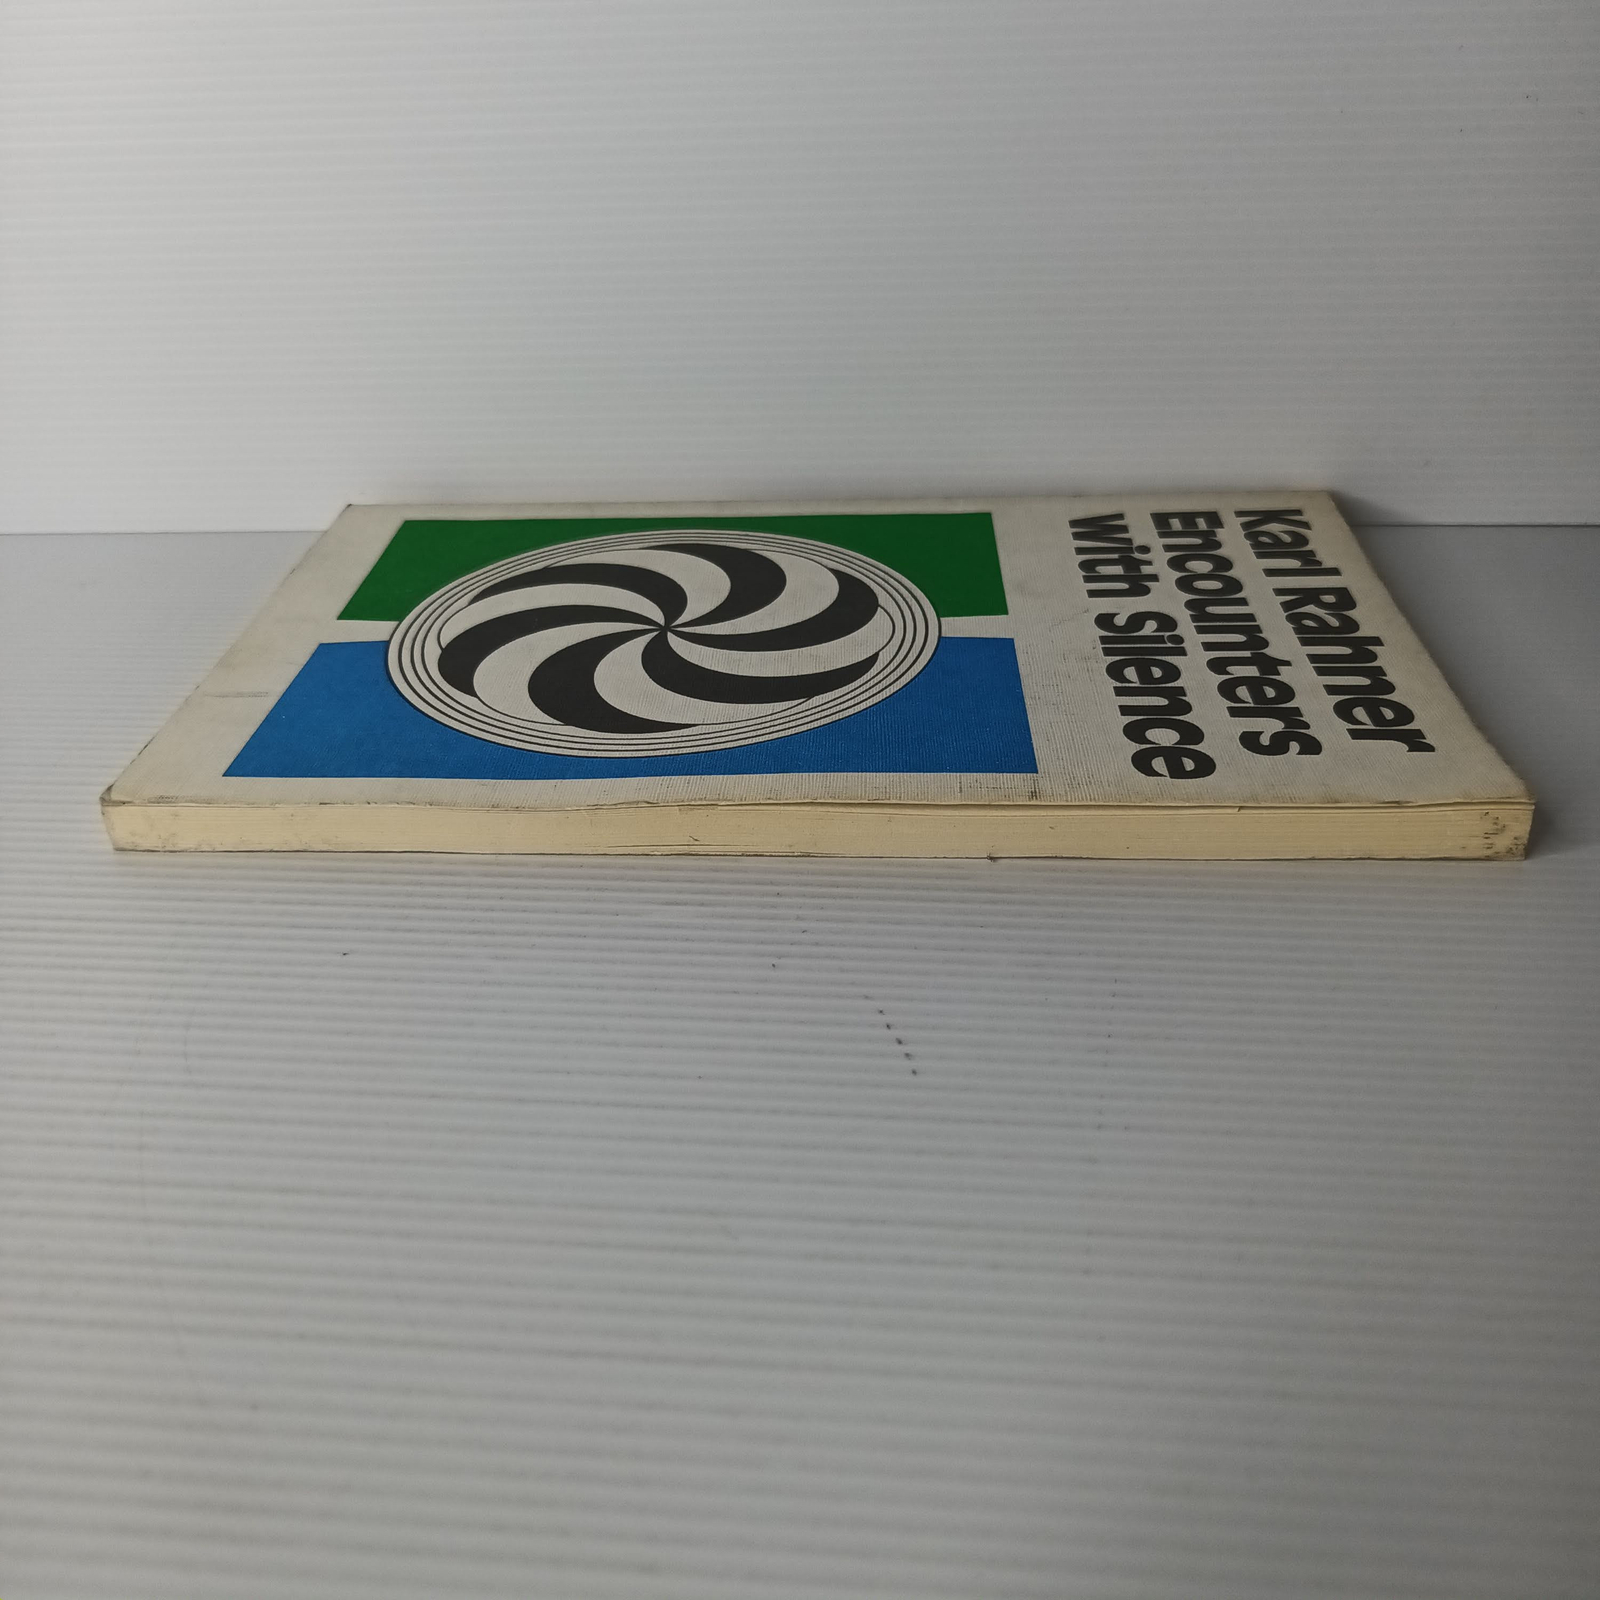 Karl Rahner
Encounters
with Silence